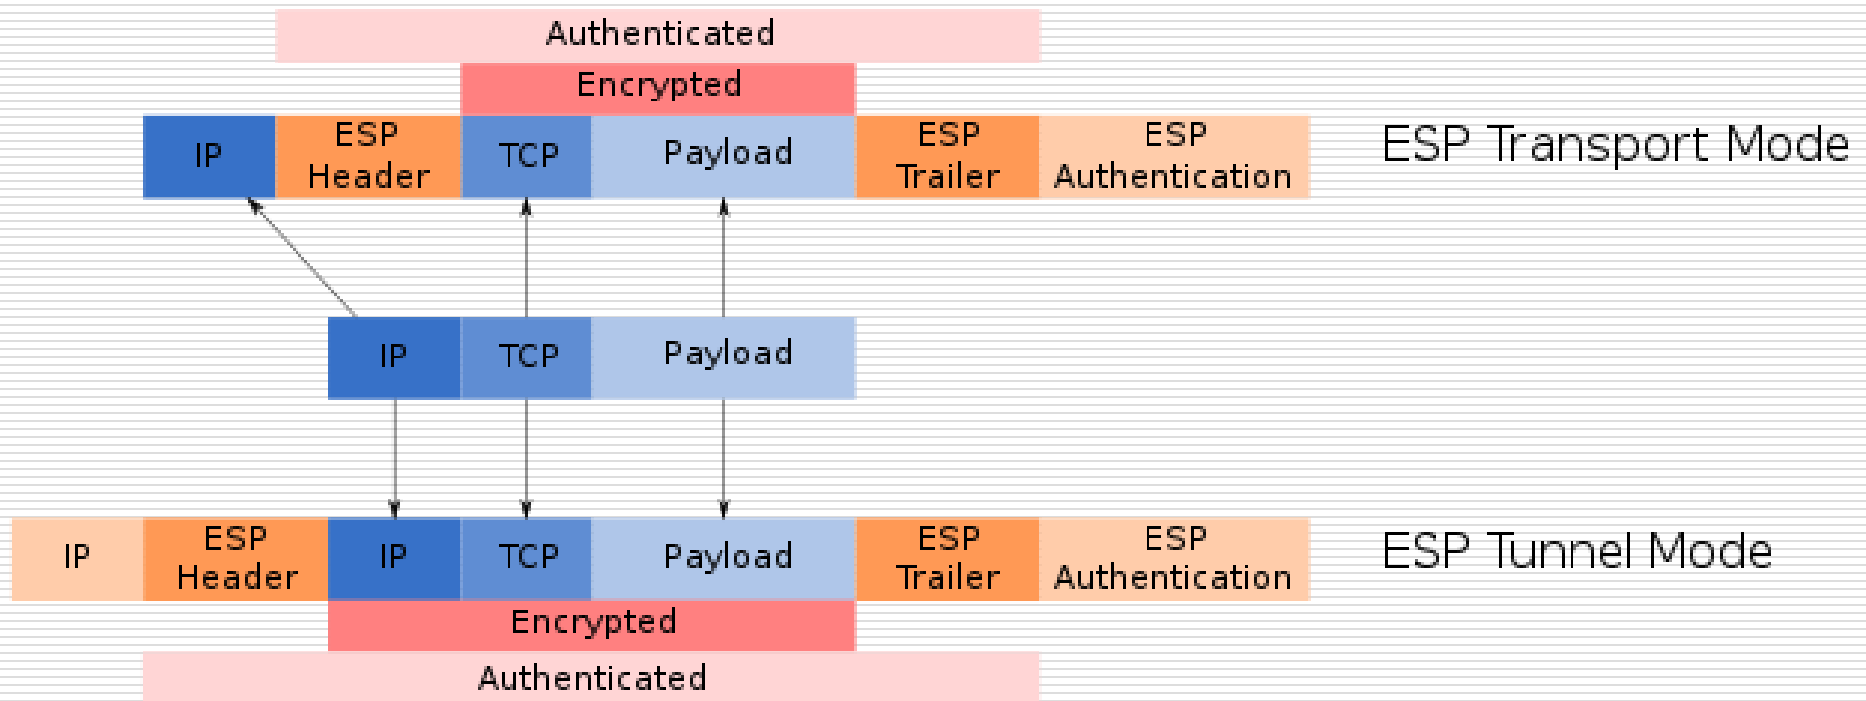 Authenticated
Encrypted
IP
ESP
Header
TCP
Payload
ESP
Trailer
ESP
Authentication
ESP Transport Mode
IP
TCP
Payload
IP
ESP
Header
IP
TCP
Payload
ESP
Trailer
ESP
Authentication
ESP Tunnel Mode
Encrypted
Authenticated